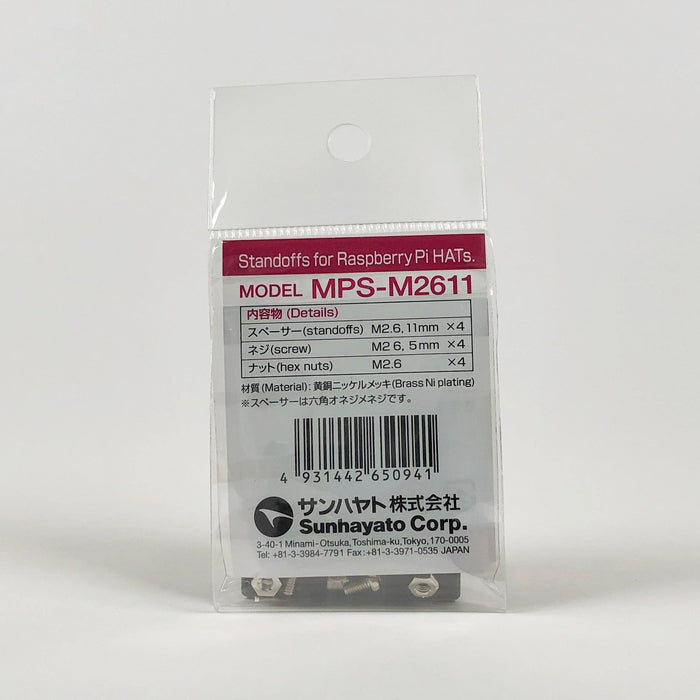 Standoffs for Raspberry Pi HATs.
MODEL MPS-M2611
内容物 (Details)
スペーサー(standoffs) M2.6, 11mm ×4
ネジ(screw) M2 6, 5mm ×4
ナット(hex nuts) M2.6 ×4
材質(Material): 黄銅ニッケルメッキ(Brass Ni plating)
※スペーサーは六角オネジメネジです。
4 931442 650941
サンハヤト株式会社
Sunhayato Corp.
3-40-1 Minami-Otsuka, Toshima-ku, Tokyo, 170-0005
Tel: +81-3-3984-7791 Fax: +81-3-3971-0535 JAPAN